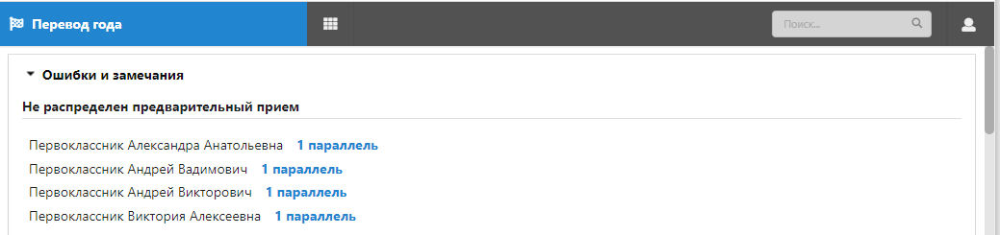 Перевод года
Поиск...
Ошибки и замечания
Не распределен предварительный прием
Первоклассник Александра Анатольевна 1 параллель
Первоклассник Андрей Вадимович 1 параллель
Первоклассник Андрей Викторович 1 параллель
Первоклассник Виктория Алексеевна 1 параллель